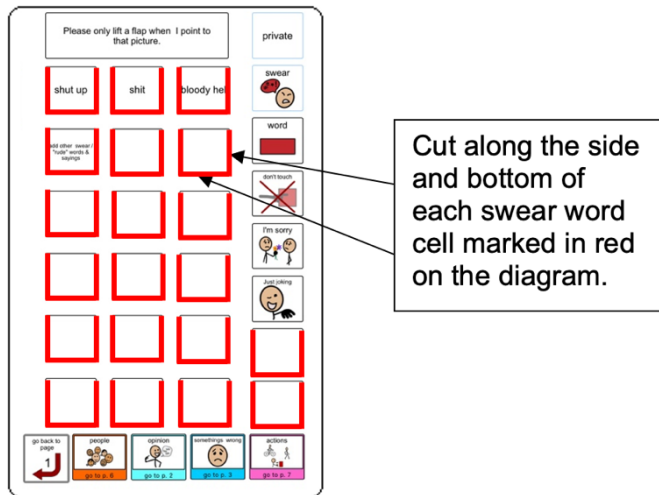 Please only lift a flap when I point to
that picture.
private
shut up
shit
bloody hel
swear
add other swear /
"rude" words &
sayings
word
don't touch
I'm sorry
Just joking
Cut along the side
and bottom of
each swear word
cell marked in red
on the diagram.
go back to
page
1
people
go to p. 6
opinion
go to p. 2
somethings wrong
go to p. 3
actions
go to p. 7